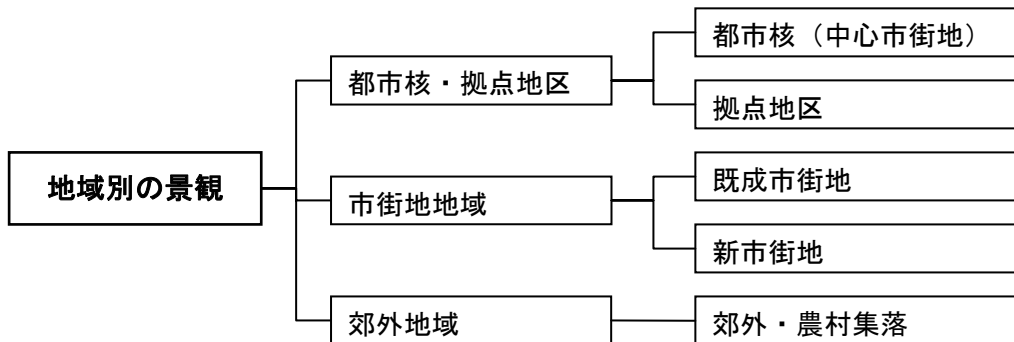 地域別の景観
都市核・拠点地区
都市核（中心市街地）
拠点地区
市街地地域
既成市街地
新市街地
郊外地域
郊外・農村集落